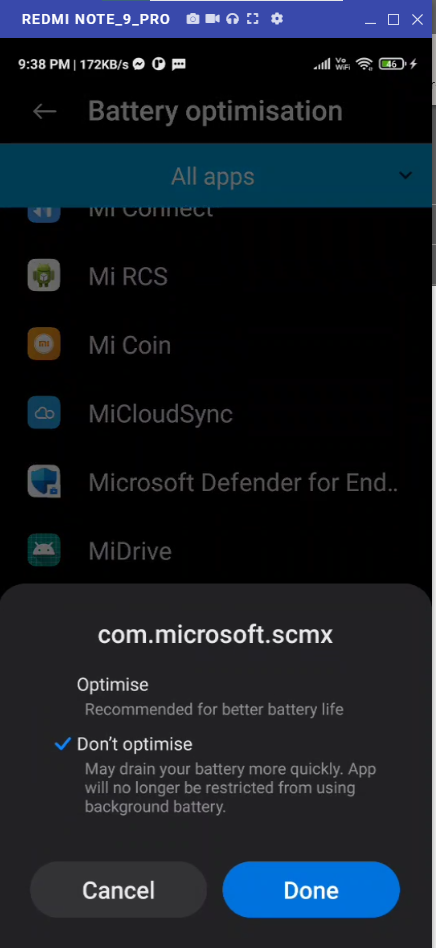 REDMI NOTE_9_PRO
9:38 PM | 172KB/s
Vo
WiFi
46
Battery optimisation
All apps
Mi Connect
Mi RCS
Mi Coin
MiCloudSync
Microsoft Defender for End..
MiDrive
com.microsoft.scmx
Optimise
Recommended for better battery life
Don't optimise
May drain your battery more quickly. App
will no longer be restricted from using
background battery.
Cancel
Done